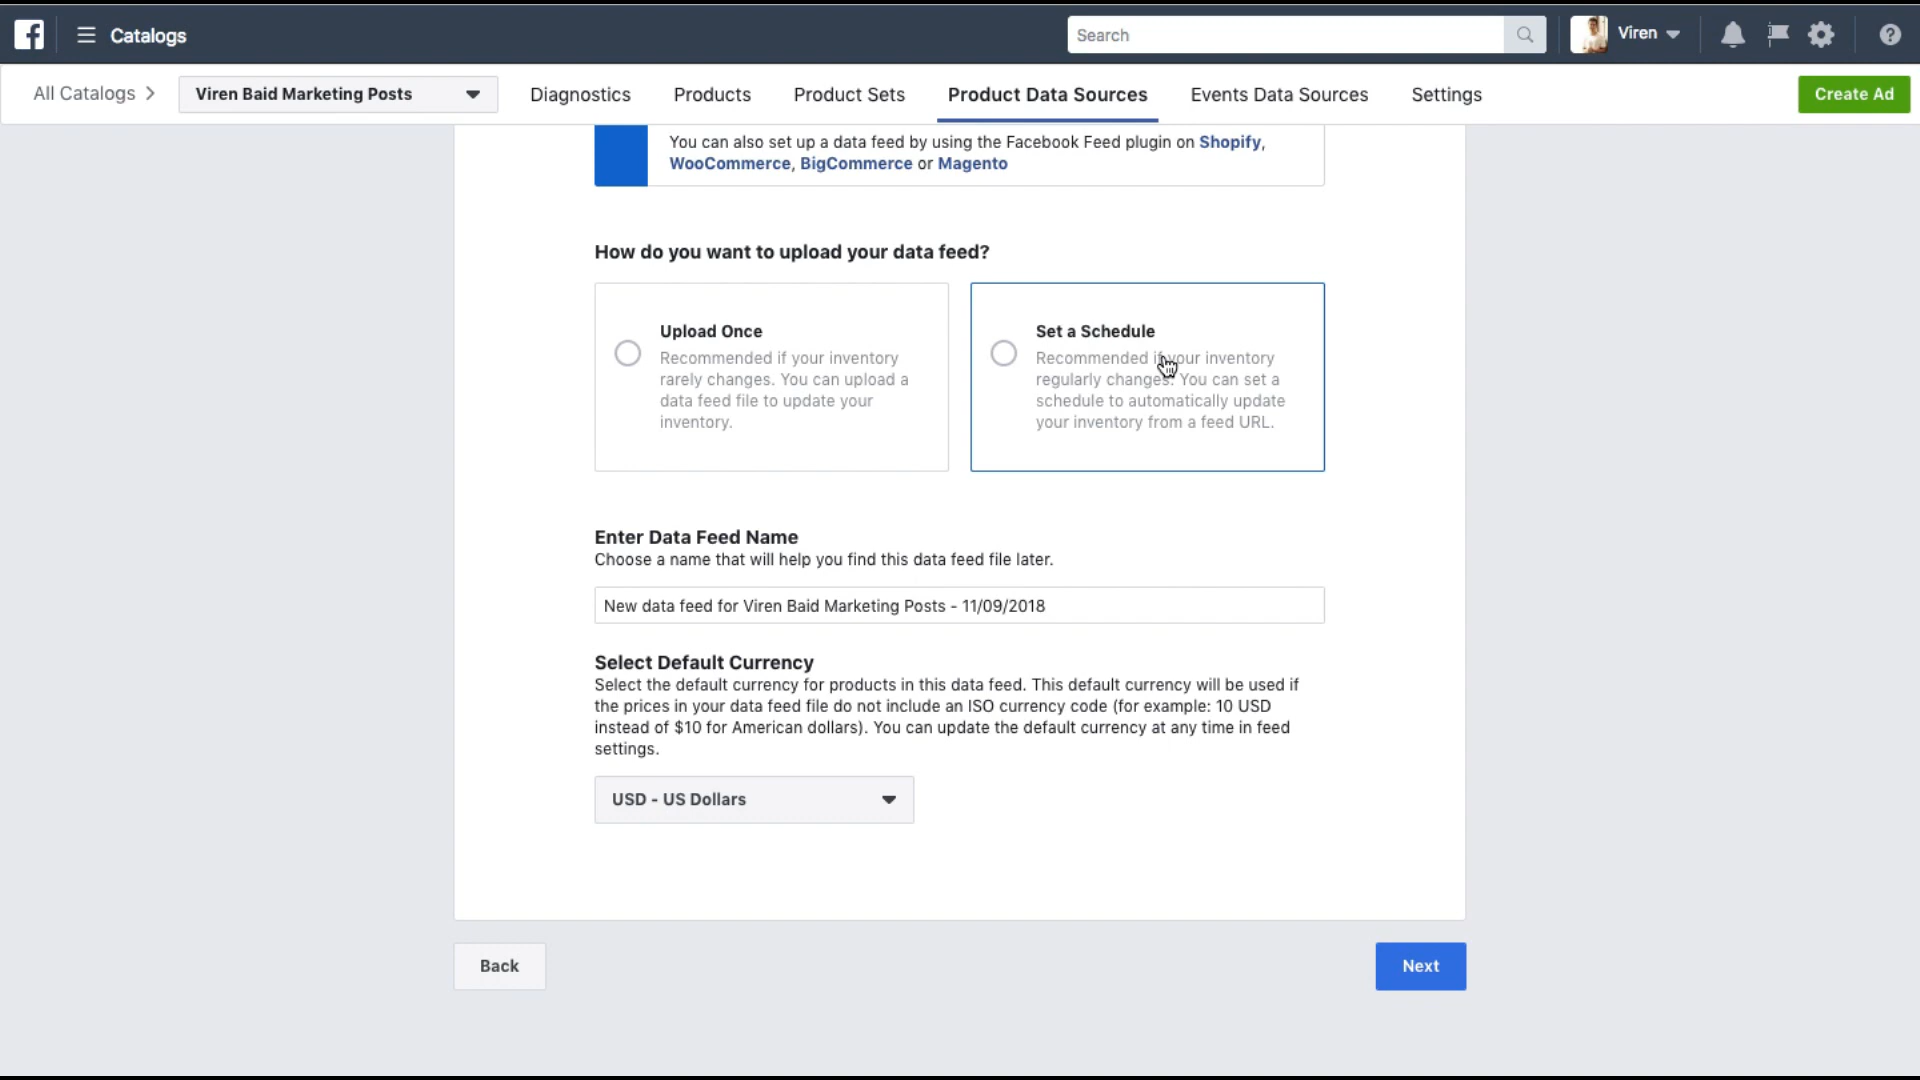 Catalogs
Search
Viren
All Catalogs
Viren Baid Marketing Posts
Diagnostics
Products
Product Sets
Product Data Sources
Events Data Sources
Settings
Create Ad
You can also set up a data feed by using the Facebook Feed plugin on Shopify,
WooCommerce, BigCommerce or Magento
How do you want to upload your data feed?
Upload Once
Recommended if your inventory
rarely changes. You can upload a
data feed file to update your
inventory.
Set a Schedule
Recommended if your inventory
regularly changes. You can set a
schedule to automatically update
your inventory from a feed URL.
Enter Data Feed Name
Choose a name that will help you find this data feed file later.
New data feed for Viren Baid Marketing Posts - 11/09/2018
Select Default Currency
Select the default currency for products in this data feed. This default currency will be used if
the prices in your data feed file do not include an ISO currency code (for example: 10 USD
instead of $10 for American dollars). You can update the default currency at any time in feed
settings.
USD - US Dollars
Back
Next